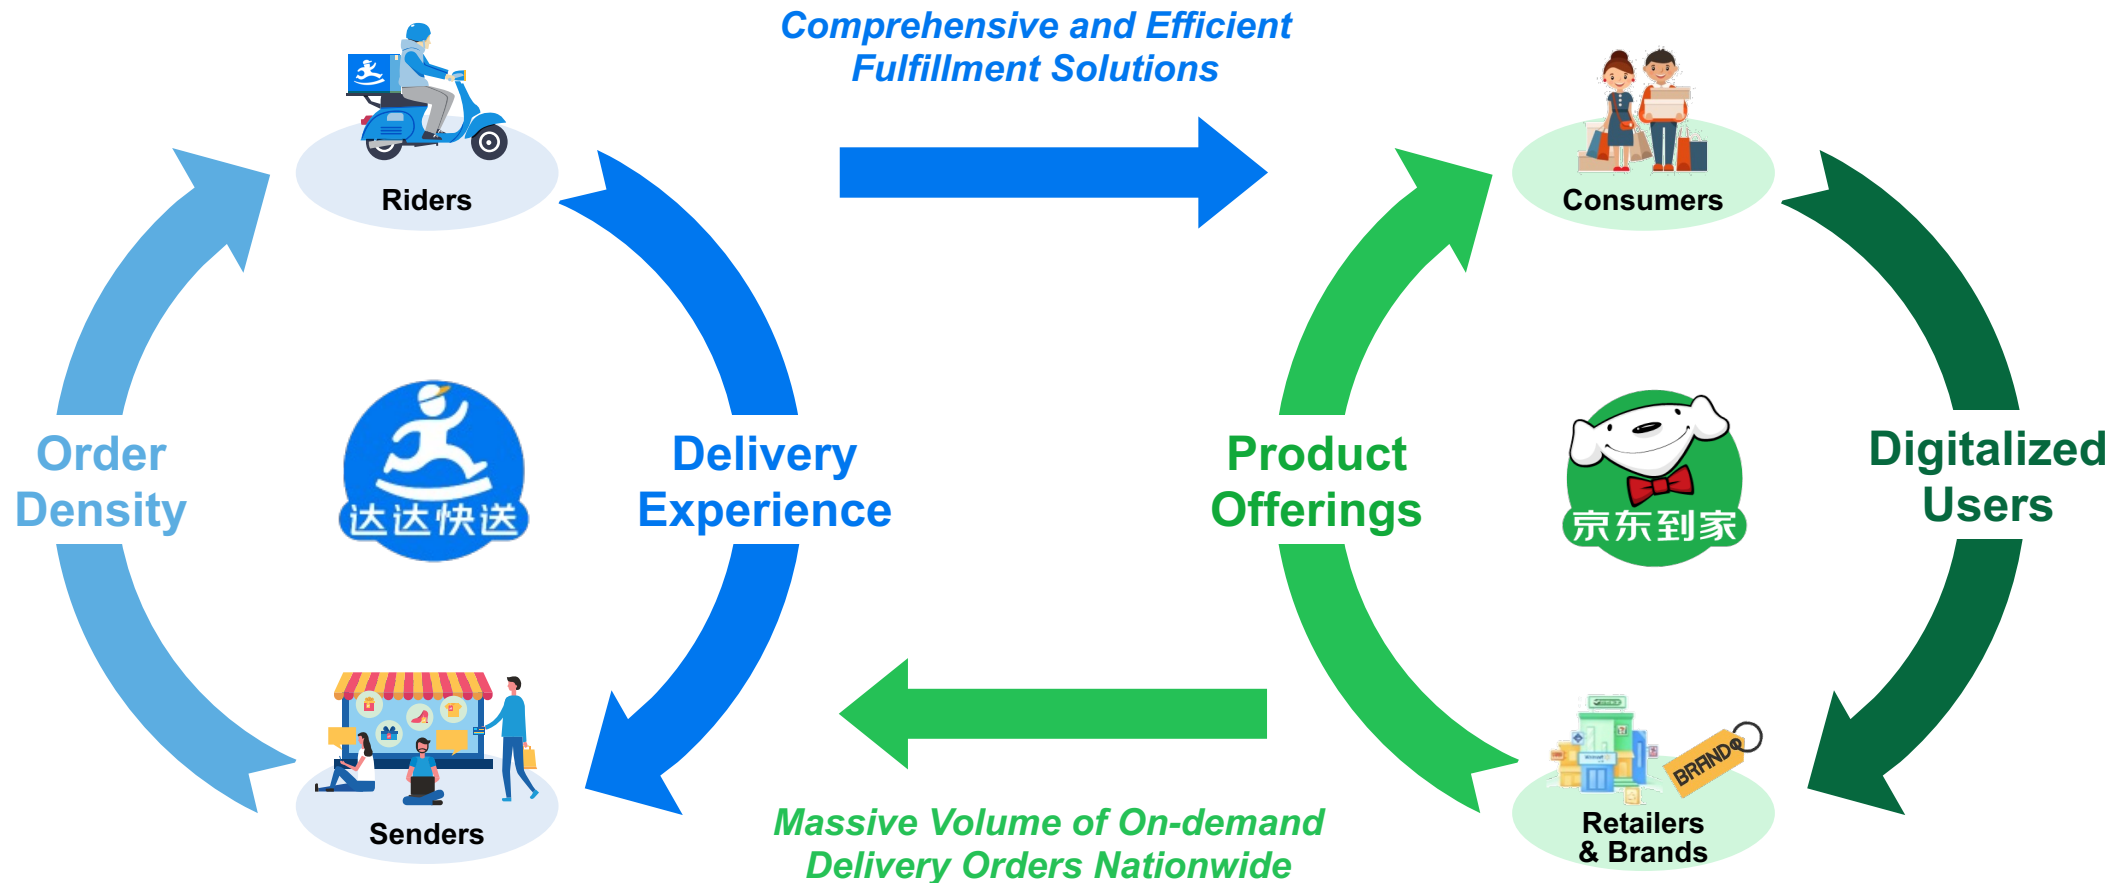 Comprehensive and Efficient
Fulfillment Solutions
Riders
Consumers
Order
Density
达达快送
Delivery
Experience
Product
Offerings
京东到家
Digitalized
Users
BRAND
Senders
Massive Volume of On-demand
Delivery Orders Nationwide
Retailers
& Brands